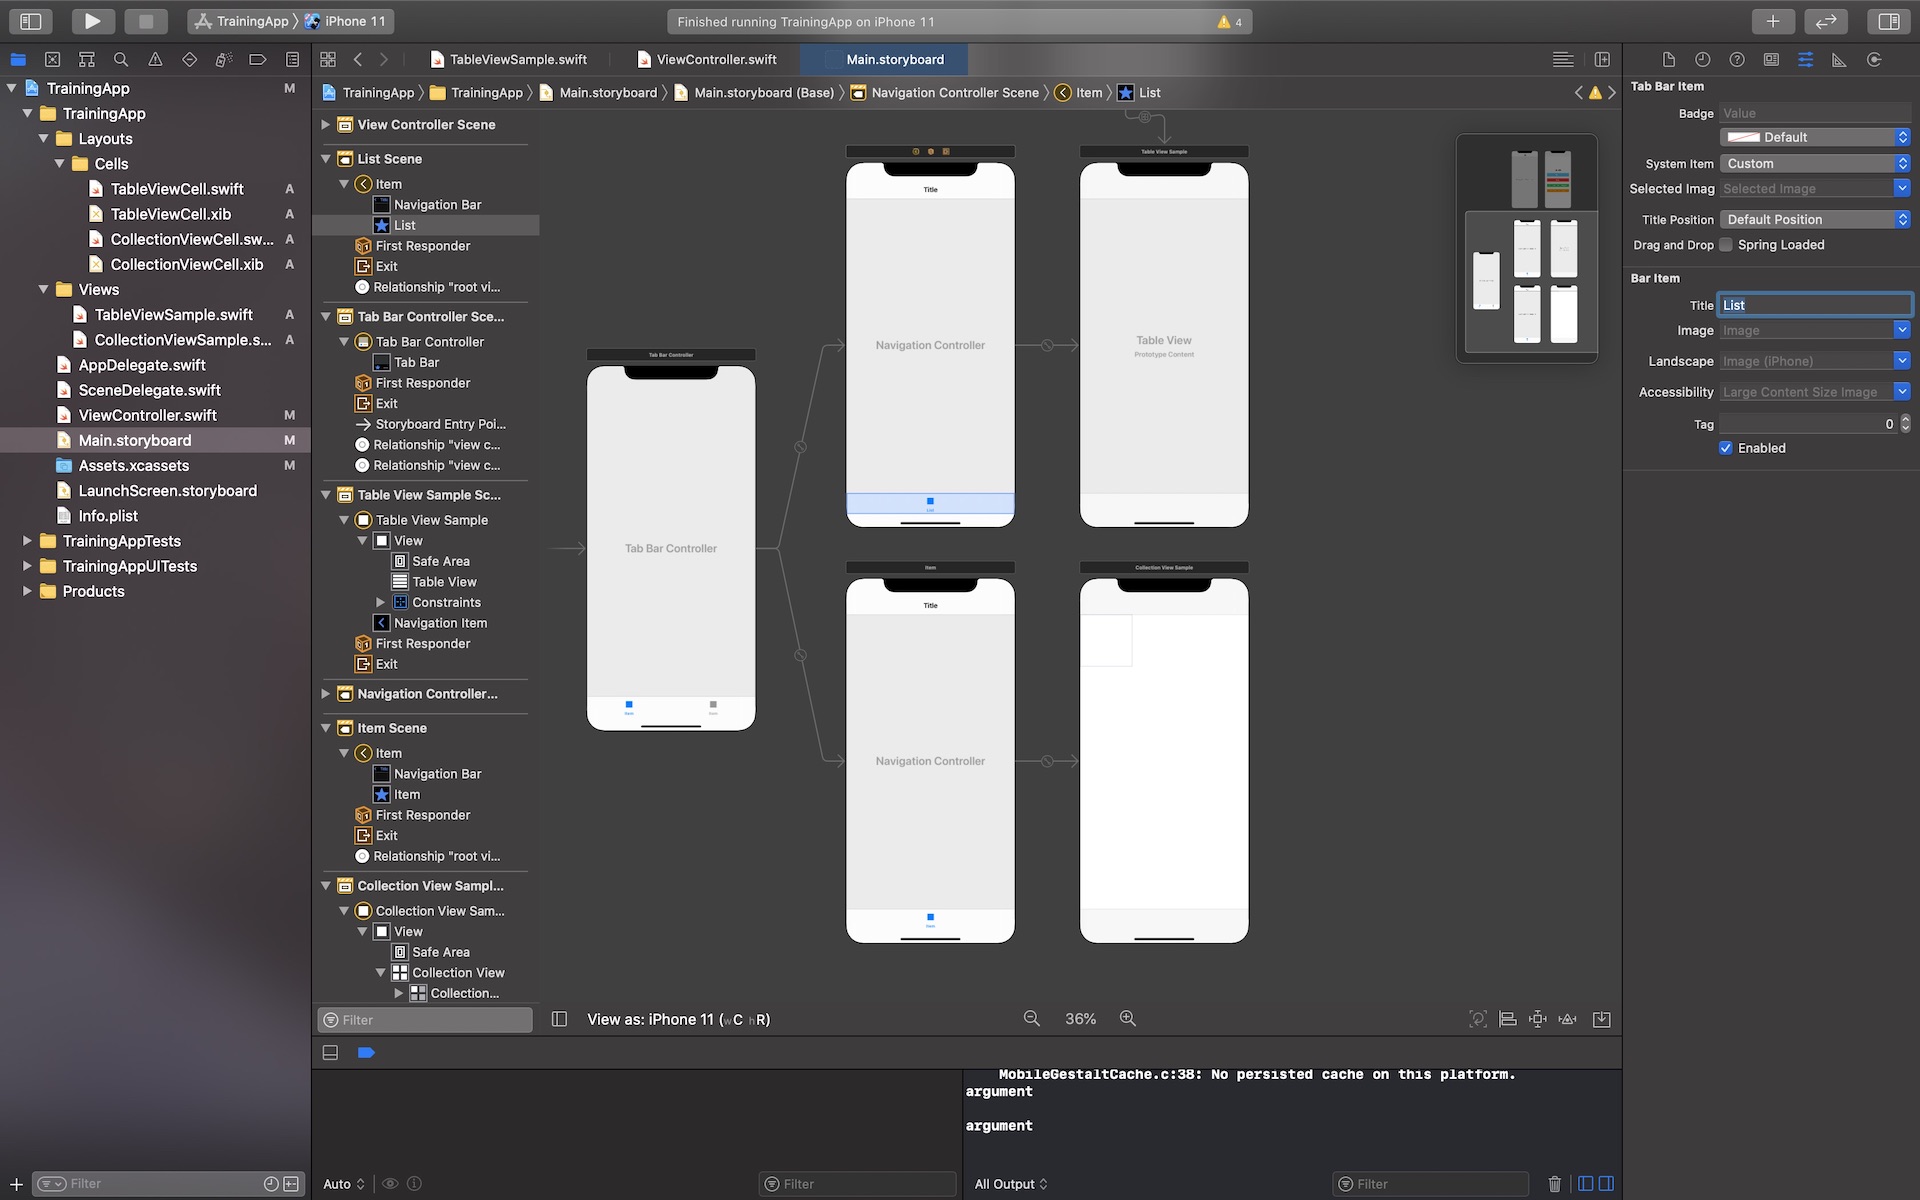 TrainingApp 〉 iPhone 11
Finished running TrainingApp on iPhone 11
4
TableViewSample.swift
ViewController.swift
Main.storyboard
TrainingApp 〉 TrainingApp 〉 Main.storyboard 〉 Main.storyboard (Base) 〉 Navigation Controller Scene 〉 Item 〉 List
TrainingApp M
TrainingApp
Layouts
Cells
TableViewCell.swift A
TableViewCell.xib A
CollectionViewCell.sw... A
CollectionViewCell.xib A
Views
TableViewSample.swift A
CollectionViewSample.s... A
AppDelegate.swift
SceneDelegate.swift
ViewController.swift M
Main.storyboard M
Assets.xcassets M
LaunchScreen.storyboard
Info.plist
TrainingAppTests
TrainingAppUITests
Products
Filter
View Controller Scene
List Scene
Item
Navigation Bar
List
First Responder
Exit
Relationship "root vi...
Tab Bar Controller Sce...
Tab Bar Controller
Tab Bar
First Responder
Exit
Storyboard Entry Poi...
Relationship "view c...
Relationship "view c...
Table View Sample Sc...
Table View Sample
View
Safe Area
Table View
Constraints
Navigation Item
First Responder
Exit
Navigation Controller...
Item Scene
Item
Navigation Bar
Item
First Responder
Exit
Relationship "root vi...
Collection View Sampl...
Collection View Sam...
View
Safe Area
Collection View
Collection...
Filter
Tab Bar Controller
Tab Bar Controller
Item
Item
Title
Navigation Controller
List
Table View Sample
Table View
Prototype Content
Item
Title
Navigation Controller
Item
Collection View Sample
View as: iPhone 11 (wC hR)
36%
MobileGestaltCache.c:38: No persisted cache on this platform.
argument
argument
Auto
Filter
All Output
Filter
Tab Bar Item
Badge Value
Default
System Item Custom
Selected Imag Selected Image
Title Position Default Position
Drag and Drop Spring Loaded
Bar Item
Title List
Image Image
Landscape Image (iPhone)
Accessibility Large Content Size Image
Tag 0
Enabled